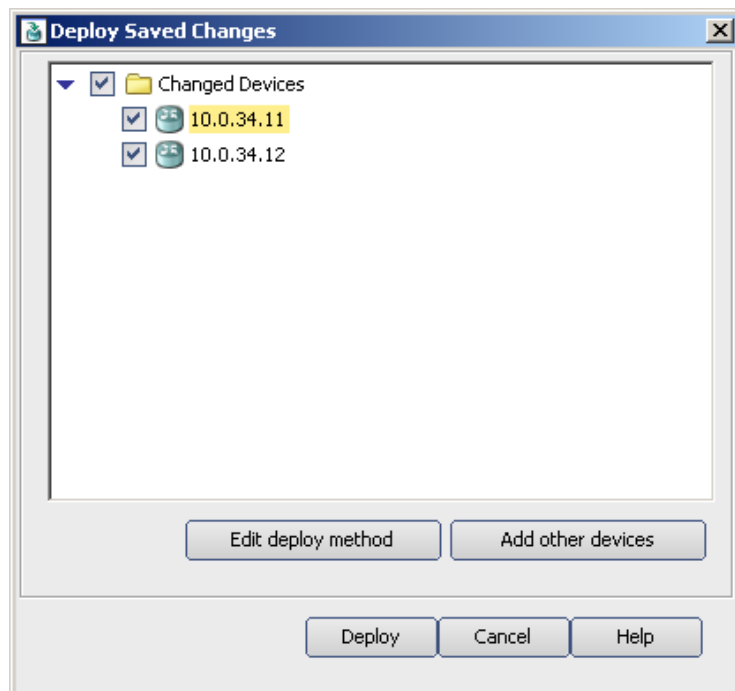 Deploy Saved Changes
Changed Devices
10.0.34.11
10.0.34.12
Edit deploy method Add other devices
Deploy Cancel Help